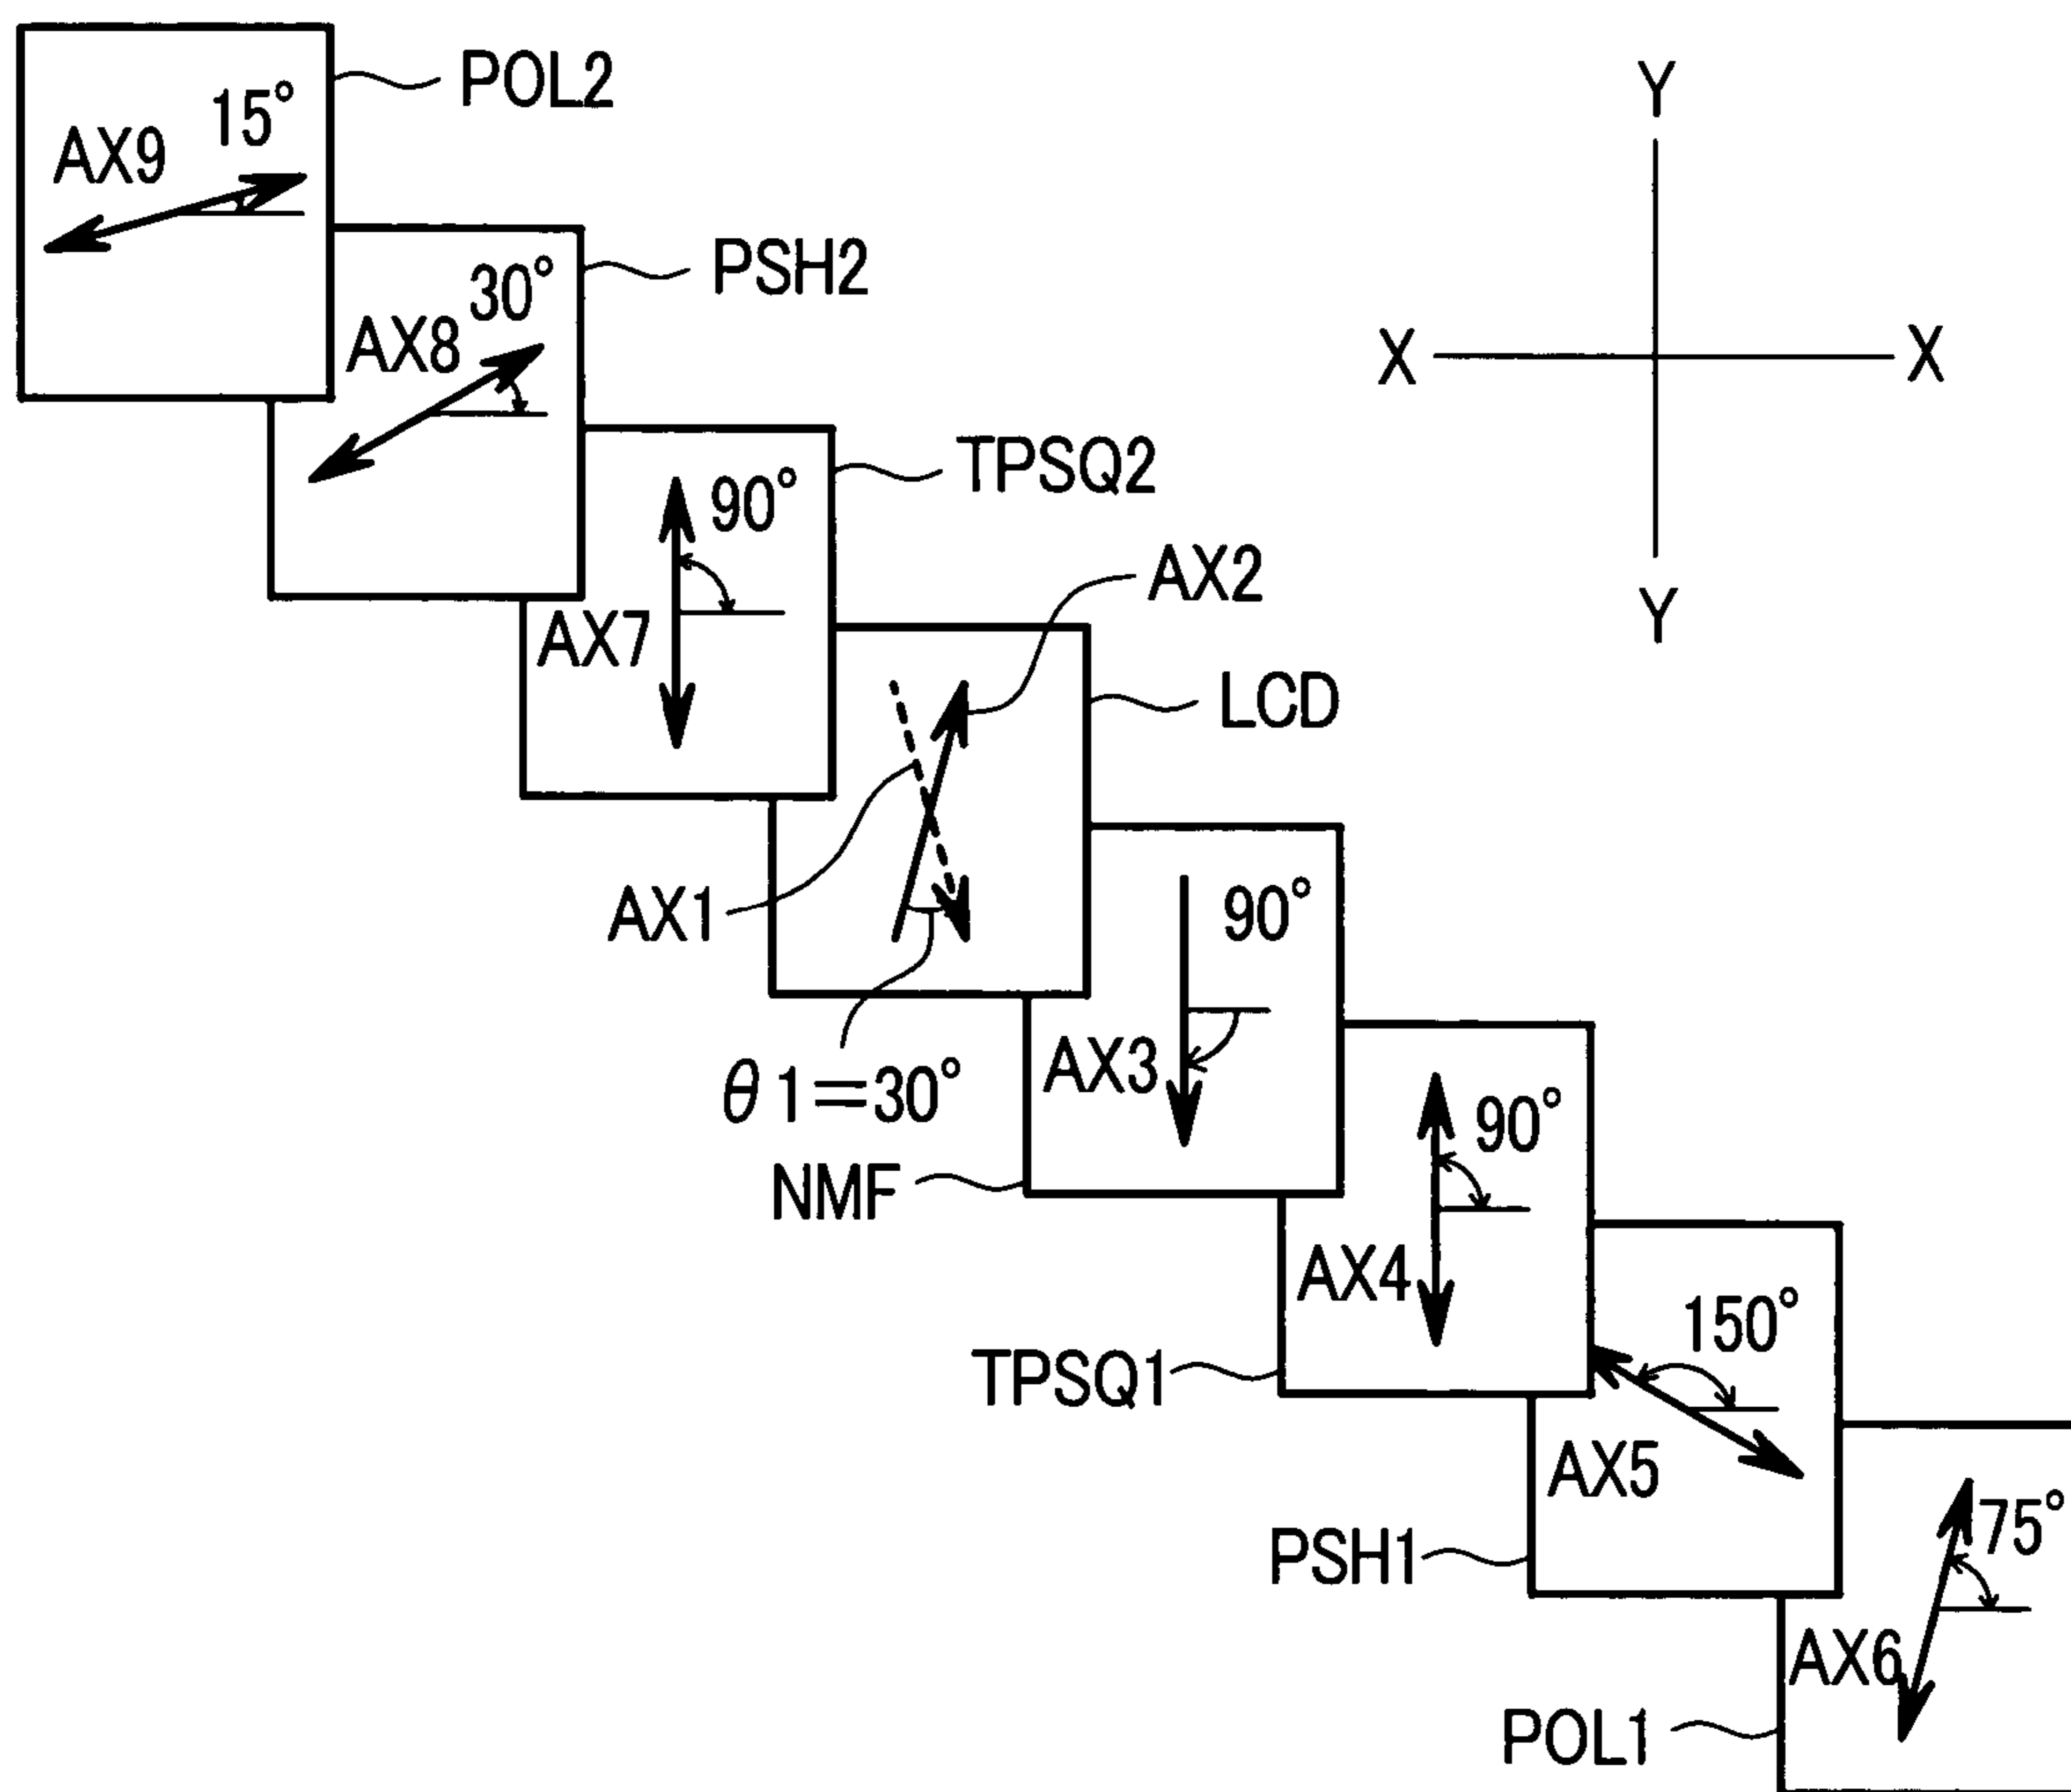 POL2
15°
AX9
Y
PSH2
30°
AX8
X
X
TPSQ2
90°
AX7
AX2
Y
LCD
AX1
90°
θ1=30°
AX3
NMF
90°
AX4
TPSQ1
150°
AX5
PSH1
75°
AX6
POL1